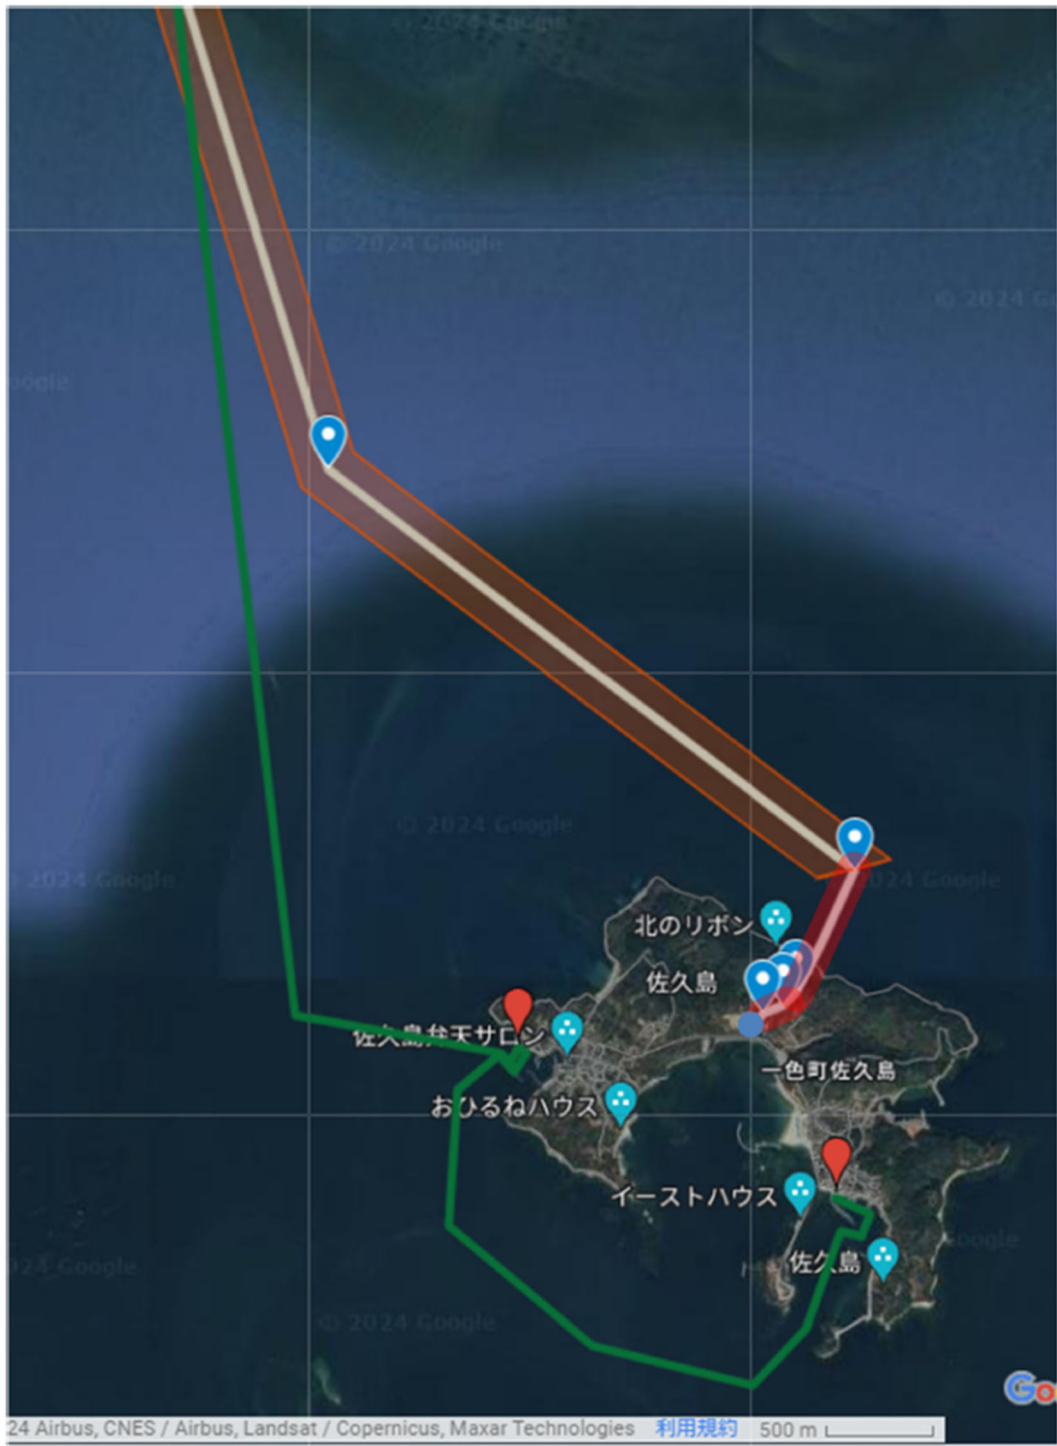 © 2024 Google
© 2024 Google
© 2024 G
oogle
© 2024 Google
2024 Google
2024 Google
北のリボン
佐久島
佐久島弁天サロン
一色町佐久島
おひるねハウス
イーストハウス
佐久島
oogle
24 Google
© 2024 Google
Go
24 Airbus, CNES / Airbus, Landsat / Copernicus, Maxar Technologies 利用規約 500 m